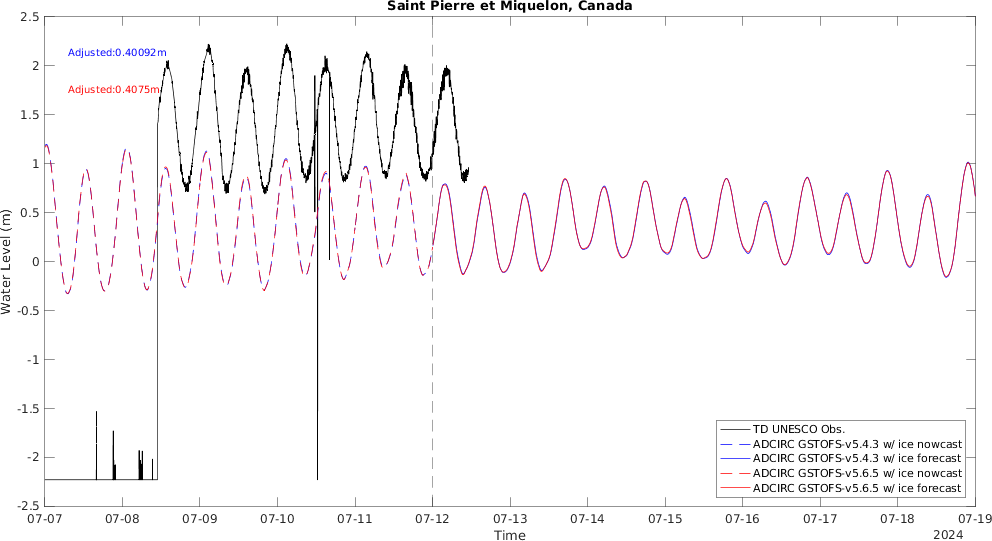 Saint Pierre et Miquelon, Canada
2.5
2
1.5
1
0.5
0
-0.5
-1
-1.5
-2
-2.5
Water Level (m)
Adjusted:0.40092m
Adjusted:0.4075m
TD UNESCO Obs.
ADCIRC GSTOFS-v5.4.3 w/ ice nowcast
ADCIRC GSTOFS-v5.4.3 w/ ice forecast
ADCIRC GSTOFS-v5.6.5 w/ ice nowcast
ADCIRC GSTOFS-v5.6.5 w/ ice forecast
07-07 07-08 07-09 07-10 07-11 07-12 07-13 07-14 07-15 07-16 07-17 07-18 07-19
Time
2024